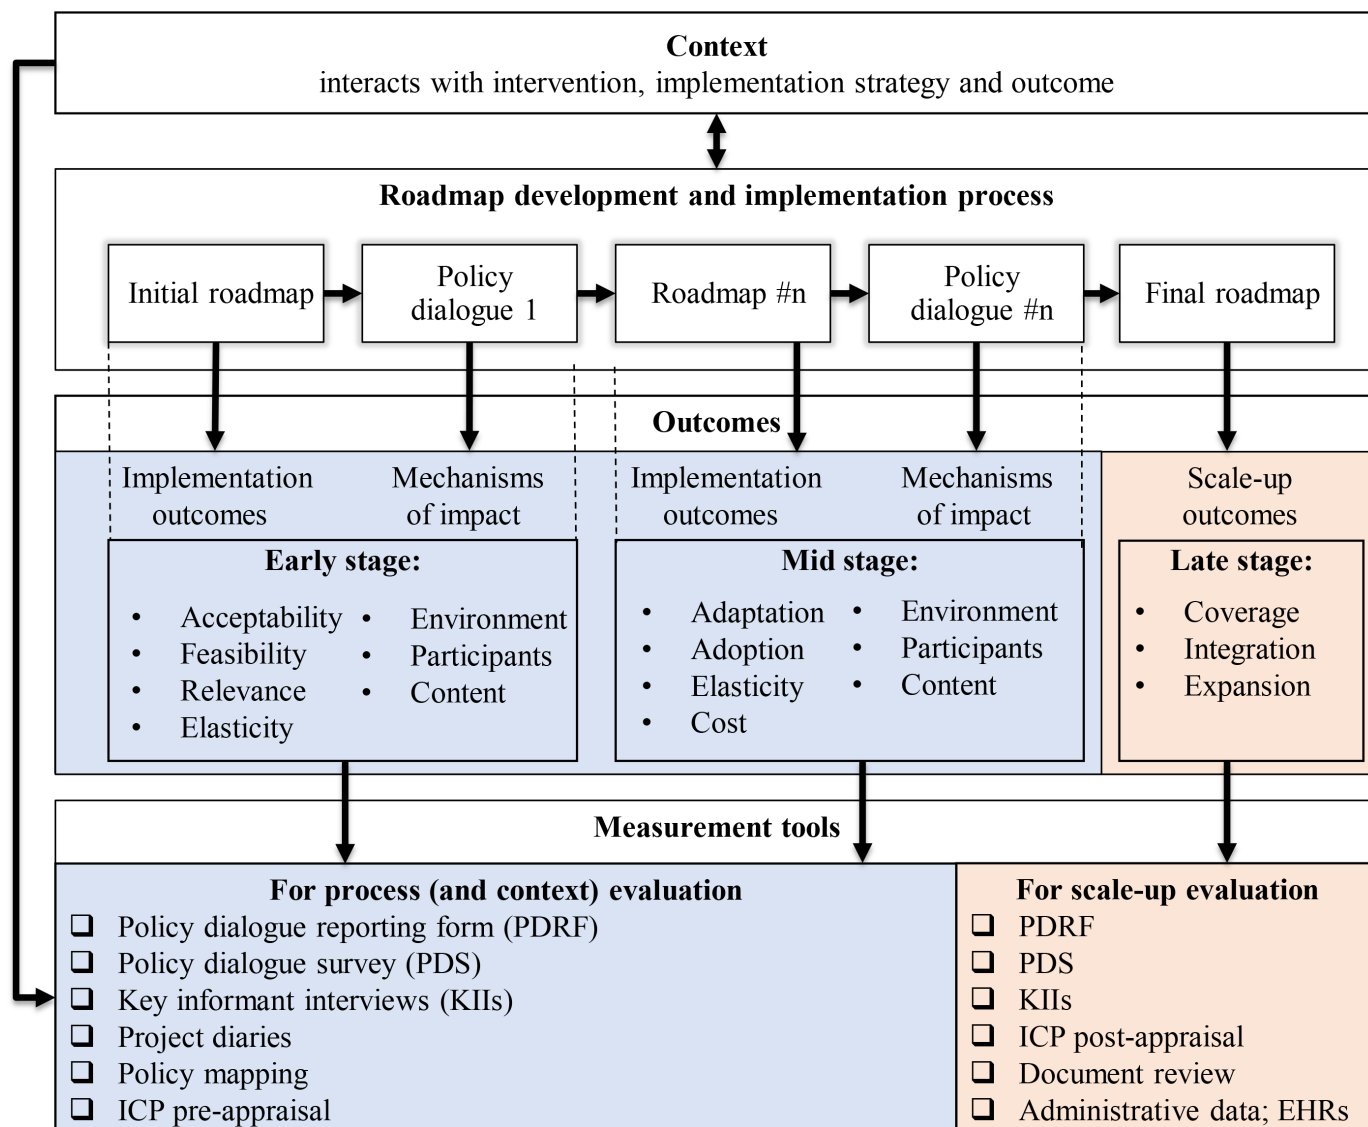 Context
interacts with intervention, implementation strategy and outcome
Roadmap development and implementation process
Initial roadmap
Policy
dialogue 1
Roadmap #n
Policy
dialogue #n
Final roadmap
Outcomes
Implementation
outcomes
Mechanisms
of impact
Implementation
outcomes
Mechanisms
of impact
Scale-up
outcomes
Early stage:
• Acceptability
• Feasibility
• Relevance
• Elasticity
• Environment
• Participants
• Content
Mid stage:
• Adaptation
• Adoption
• Elasticity
• Cost
• Environment
• Participants
• Content
Late stage:
• Coverage
• Integration
• Expansion
Measurement tools
For process (and context) evaluation
❑ Policy dialogue reporting form (PDRF)
❑ Policy dialogue survey (PDS)
❑ Key informant interviews (KIIs)
❑ Project diaries
❑ Policy mapping
❑ ICP pre-appraisal
For scale-up evaluation
❑ PDRF
❑ PDS
❑ KIIs
❑ ICP post-appraisal
❑ Document review
❑ Administrative data; EHRs